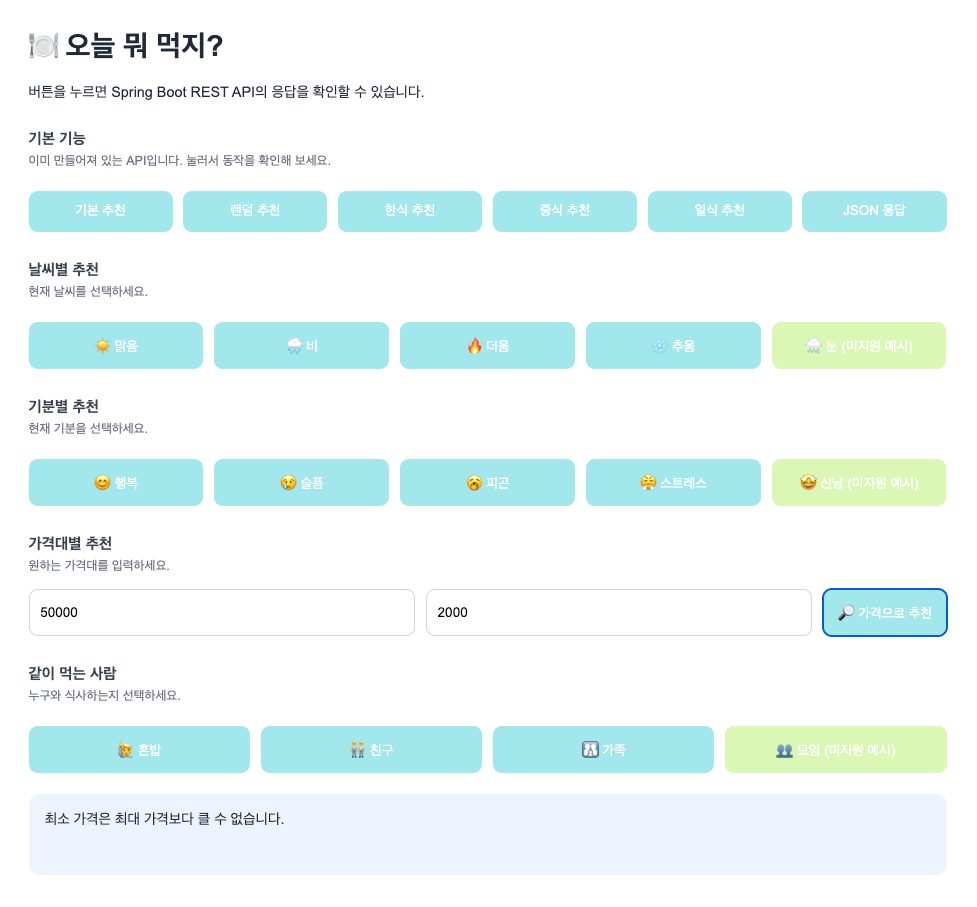 🍽️ 오늘 뭐 먹지?
버튼을 누르면 Spring Boot REST API의 응답을 확인할 수 있습니다.
기본 기능
이미 만들어져 있는 API입니다. 눌러서 동작을 확인해 보세요.
기본 추천 랜덤 추천 한식 추천 중식 추천 일식 추천 JSON 응답
날씨별 추천
현재 날씨를 선택하세요.
☀️ 맑음 🌧️ 비 🔥 더움 ❄️ 추움 🌨️ 눈 (미지원 예시)
기분별 추천
현재 기분을 선택하세요.
😊 행복 😢 슬픔 🥱 피곤 😤 스트레스 🤩 신남 (미지원 예시)
가격대별 추천
원하는 가격대를 입력하세요.
50000 2000 🔎 가격으로 추천
같이 먹는 사람
누구와 식사하는지 선택하세요.
🙋 혼밥 👬 친구 👪 가족 👥 모임 (미지원 예시)
최소 가격은 최대 가격보다 클 수 없습니다.